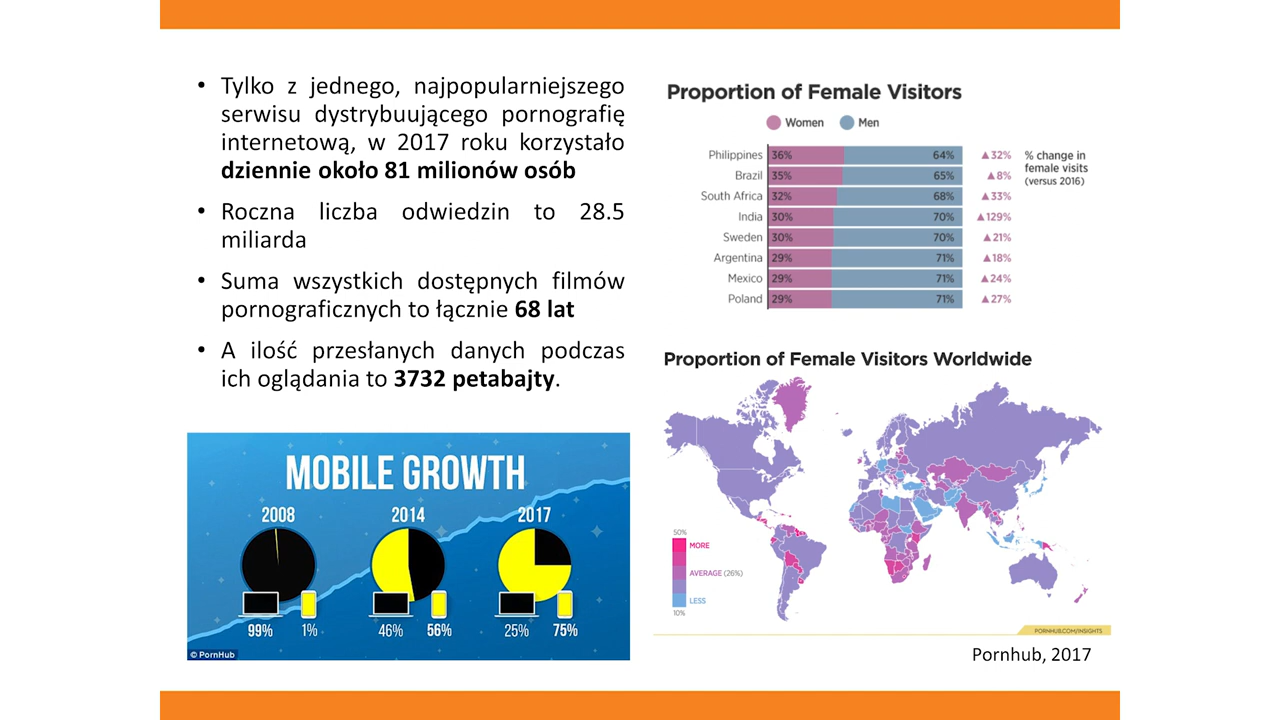 • Tylko z jednego, najpopularniejszego
serwisu dystrybuującego pornografię
internetową, w 2017 roku korzystało
dziennie około 81 milionów osób
• Roczna liczba odwiedzin to 28.5
miliarda
• Suma wszystkich dostępnych filmów
pornograficznych to łącznie 68 lat
• A ilość przesłanych danych podczas
ich oglądania to 3732 petabajty.
MOBILE GROWTH
2008 2014 2017
99% 1% 46% 56% 25% 75%
© PornHub
Proportion of Female Visitors
Women Men
Philippines 36% 64% ▲32%
Brazil 35% 65% ▲8%
South Africa 32% 68% ▲33%
India 30% 70% ▲129%
Sweden 30% 70% ▲21%
Argentina 29% 71% ▲18%
Mexico 29% 71% ▲24%
Poland 29% 71% ▲27%
% change in
female visits
(versus 2016)
Proportion of Female Visitors Worldwide
50%
MORE
AVERAGE (26%)
LESS
10%
PORNHUB.COM/INSIGHTS
Pornhub, 2017